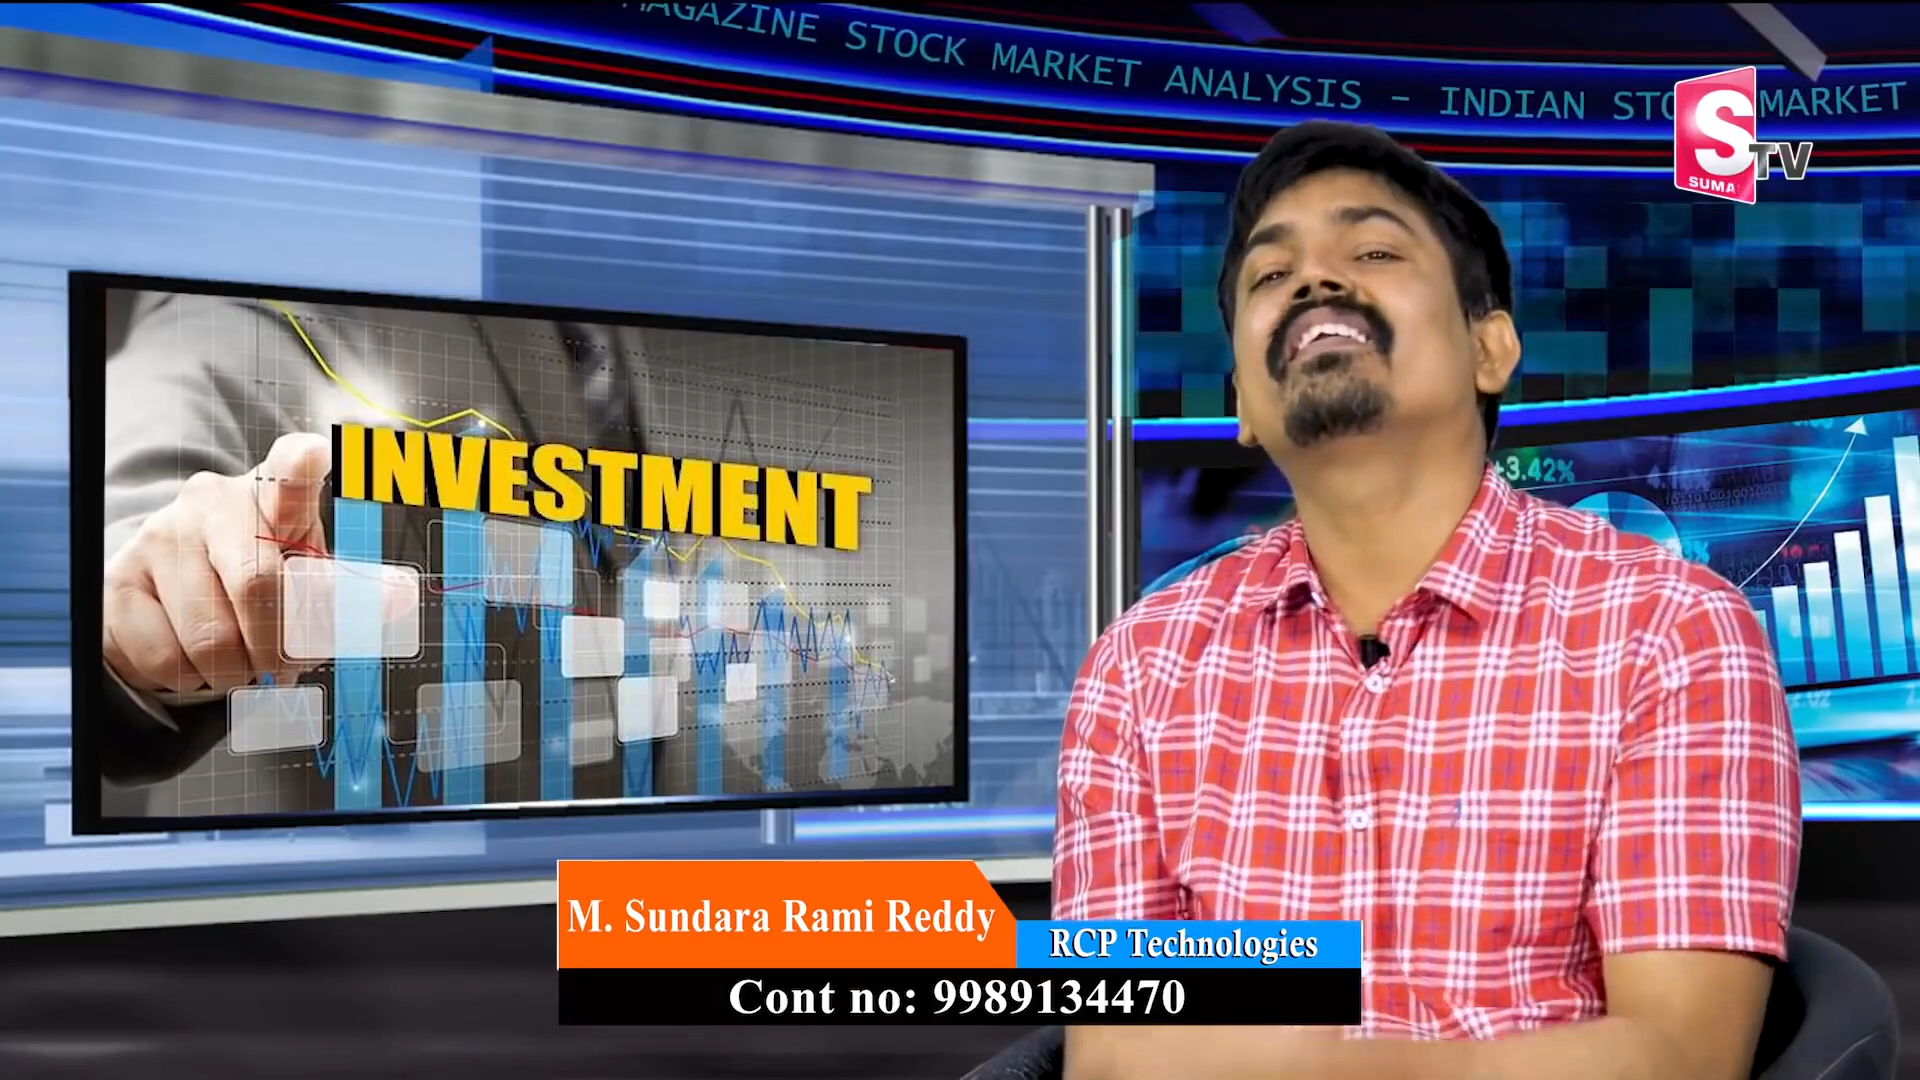 MAGAZINE STOCK MARKET ANALYSIS - INDIAN STO MARKET
S
TV
SUMA
INVESTMENT
+3.42%
M. Sundara Rami Reddy
RCP Technologies
Cont no: 9989134470